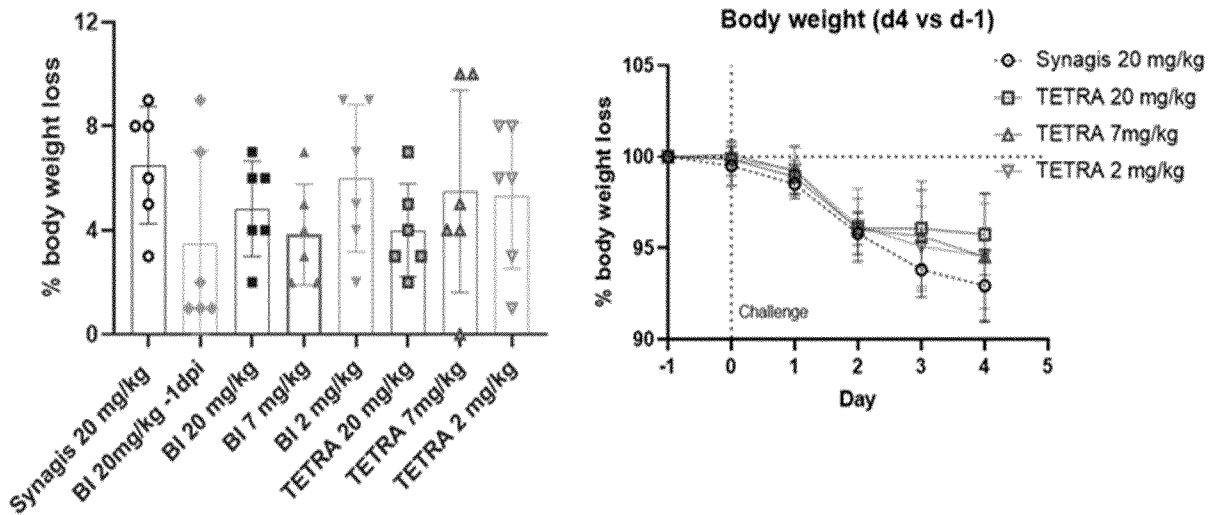 12
8
4
0
% body weight loss
Synagis 20 mg/kg
BI 20mg/kg -1dpi
BI 20 mg/kg
BI 7 mg/kg
BI 2 mg/kg
TETRA 20 mg/kg
TETRA 7mg/kg
TETRA 2 mg/kg
Body weight (d4 vs d-1)
Synagis 20 mg/kg
TETRA 20 mg/kg
TETRA 7mg/kg
TETRA 2 mg/kg
105
100
95
90
% body weight loss
Challenge
-1 0 1 2 3 4 5
Day